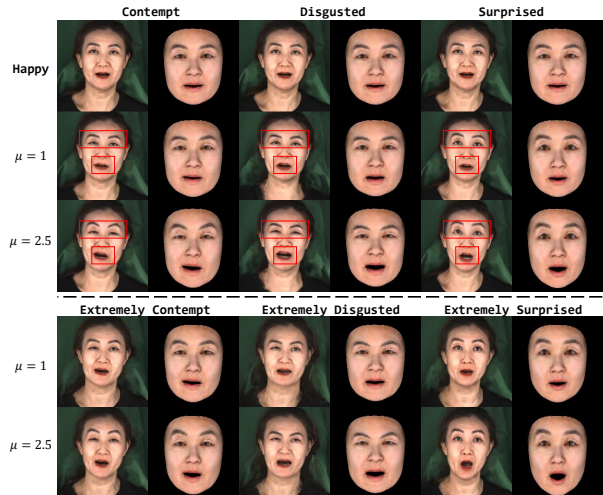 Contempt Disgusted Surprised
Happy
μ = 1
μ = 2.5
Extremely Contempt Extremely Disgusted Extremely Surprised
μ = 1
μ = 2.5